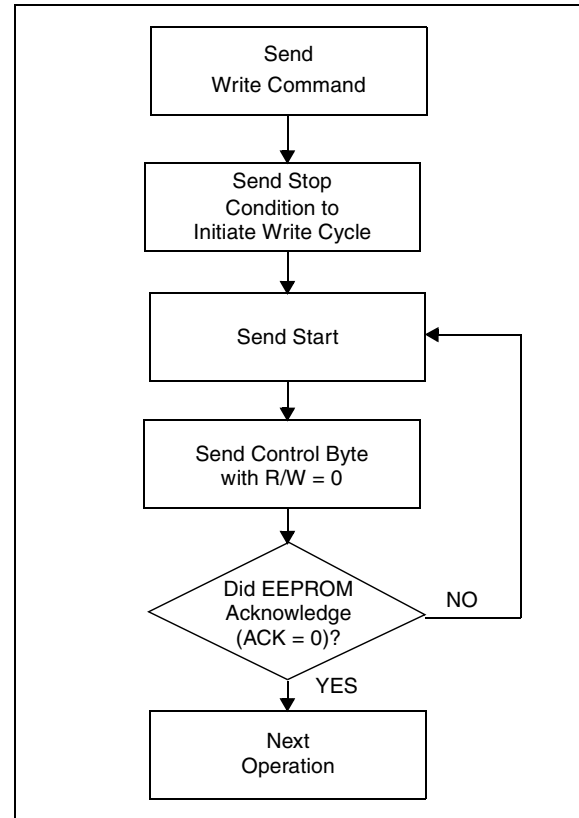 Send
Write Command
Send Stop
Condition to
Initiate Write Cycle
Send Start
Send Control Byte
with R/W = 0
Did EEPROM
Acknowledge
(ACK = 0)?
NO
YES
Next
Operation